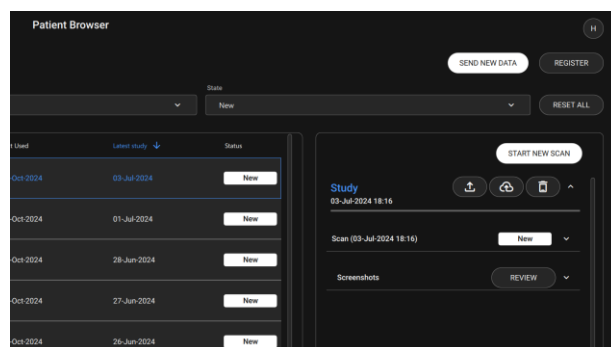 Patient Browser
H
SEND NEW DATA
REGISTER
State
New
RESET ALL
t Used
Latest study
Status
-Oct-2024 03-Jul-2024 New
-Oct-2024 01-Jul-2024 New
-Oct-2024 28-Jun-2024 New
-Oct-2024 27-Jun-2024 New
-Oct-2024 26-Jun-2024 New
START NEW SCAN
Study
03-Jul-2024 18:16
Scan (03-Jul-2024 18:16) New
Screenshots REVIEW